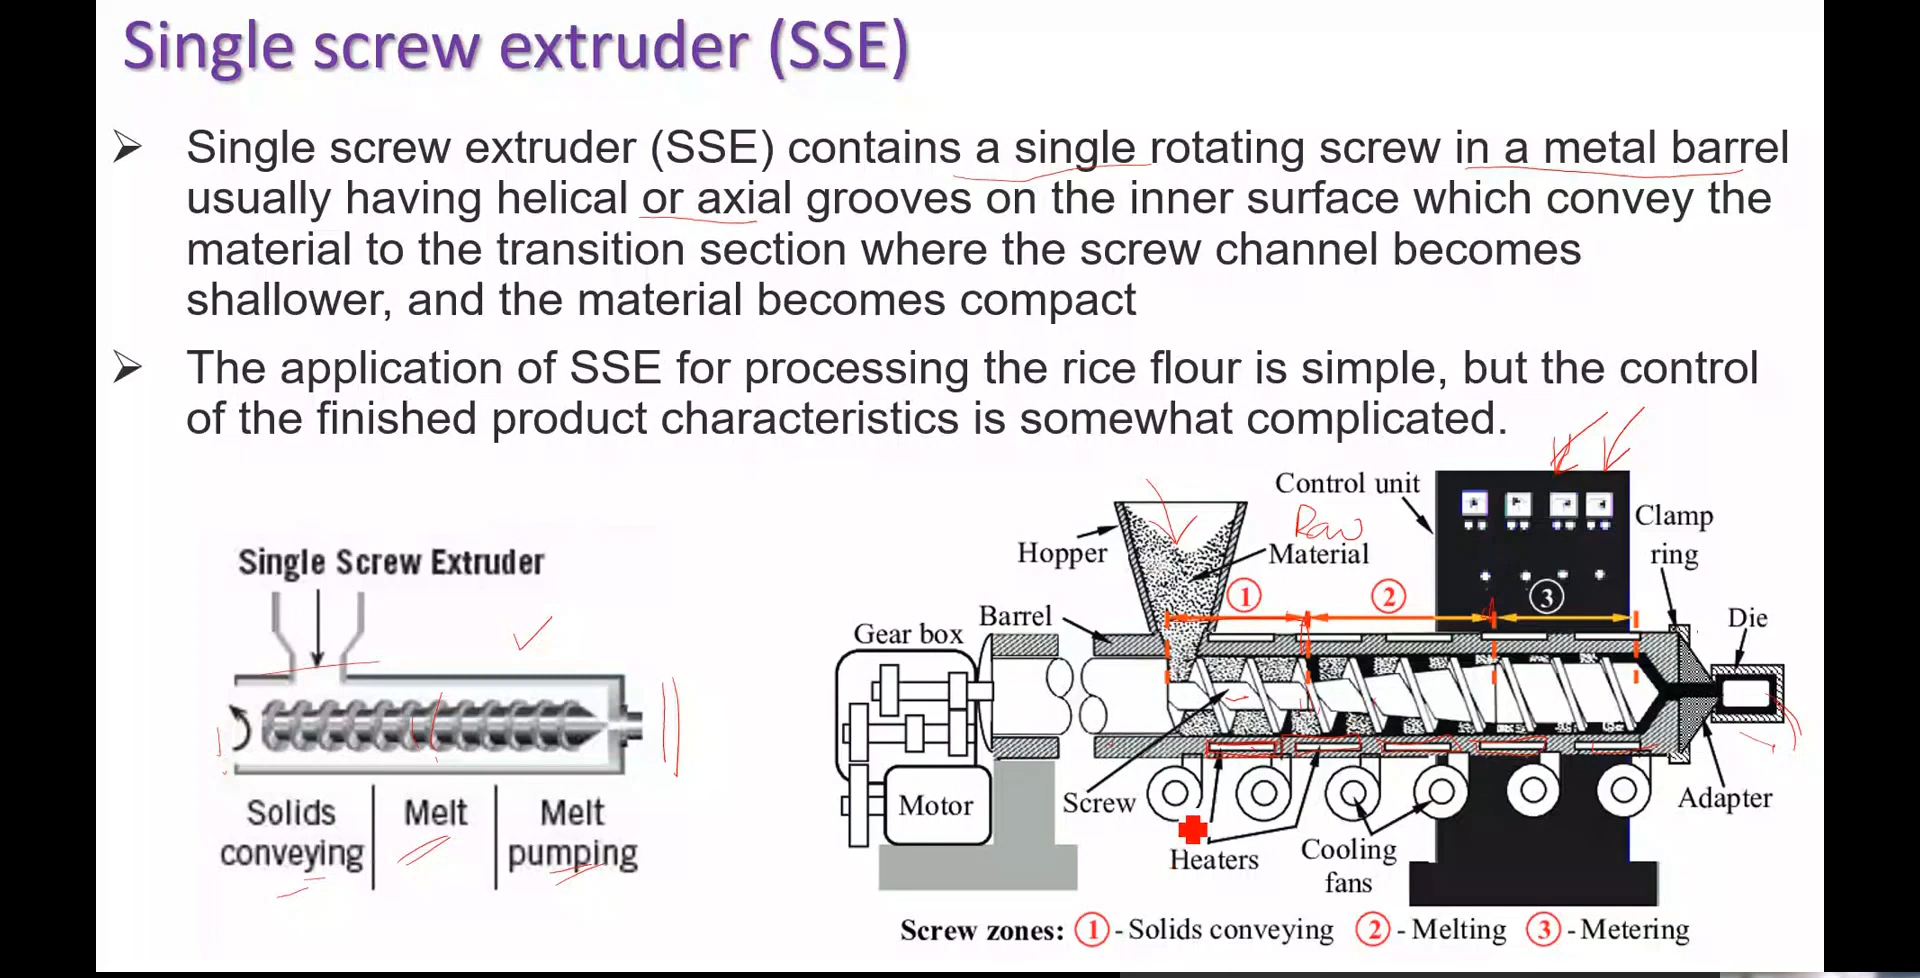 Single screw extruder (SSE)
Single screw extruder (SSE) contains a single rotating screw in a metal barrel
usually having helical or axial grooves on the inner surface which convey the
material to the transition section where the screw channel becomes
shallower, and the material becomes compact
The application of SSE for processing the rice flour is simple, but the control
of the finished product characteristics is somewhat complicated.
Single Screw Extruder
Solids conveying
Melt
Melt pumping
Control unit
Raw
Hopper
Material
Clamp
ring
1
2
3
Barrel
Gear box
Die
Motor
Screw
Heaters
Cooling
fans
Adapter
Screw zones: 1 - Solids conveying 2 - Melting 3 - Metering